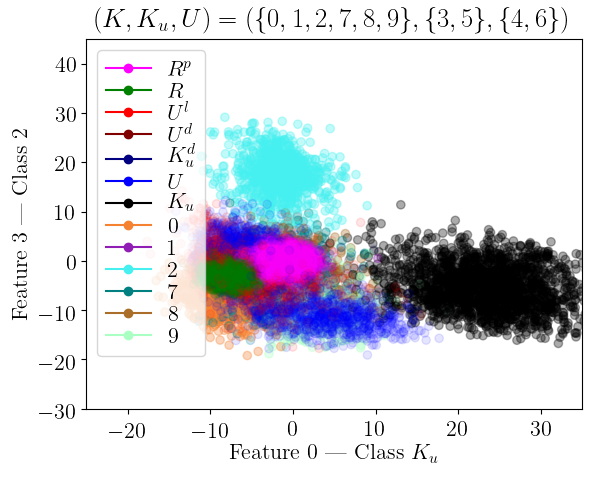 (K, K_u, U) = ({0, 1, 2, 7, 8, 9}, {3, 5}, {4, 6})
40
30
20
10
0
−10
−20
−30
Feature 3 — Class 2
R^p
R
U^l
U^d
K_u^d
U
K_u
0
1
2
7
8
9
−20 −10 0 10 20 30
Feature 0 — Class K_u